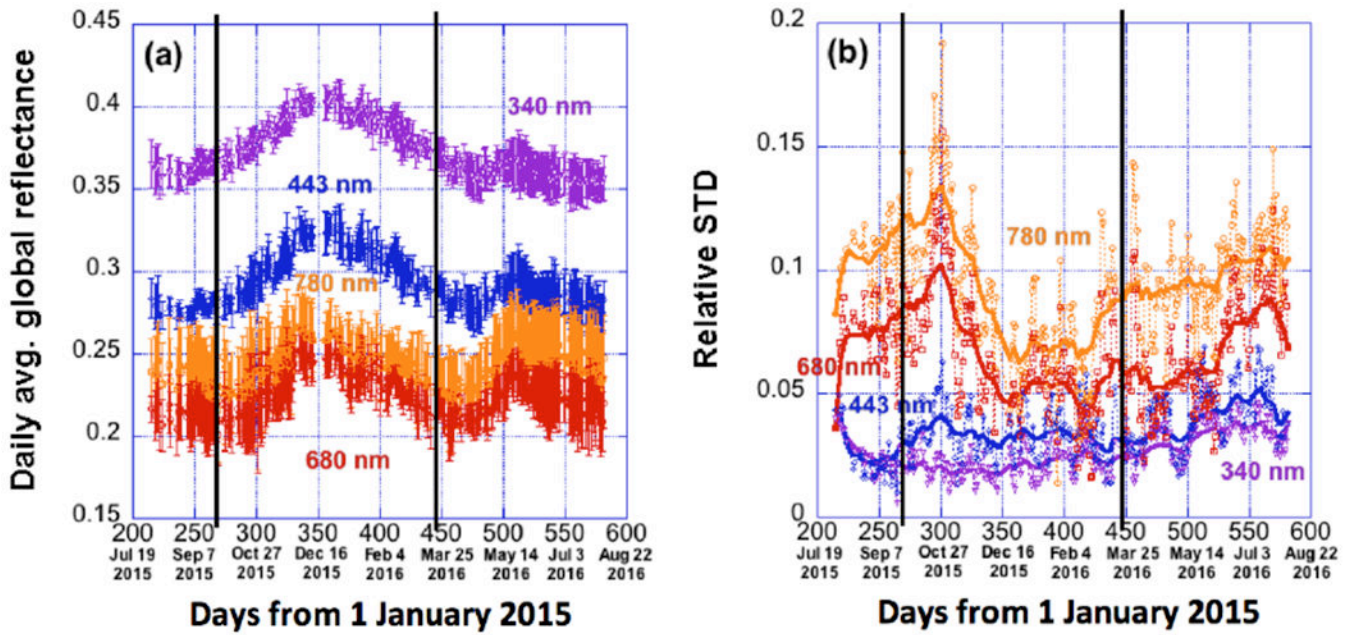 Daily avg. global reflectance
0.45
0.4
0.35
0.3
0.25
0.2
0.15
(a)
340 nm
443 nm
780 nm
680 nm
200 250 300 350 400 450 500 550 600
Jul 19 Sep 7 Oct 27 Dec 16 Feb 4 Mar 25 May 14 Jul 3 Aug 22
2015 2015 2015 2015 2016 2016 2016 2016 2016
Days from 1 January 2015
Relative STD
0.2
0.15
0.1
0.05
0
(b)
780 nm
680 nm
443 nm
340 nm
200 250 300 350 400 450 500 550 600
Jul 19 Sep 7 Oct 27 Dec 16 Feb 4 Mar 25 May 14 Jul 3 Aug 22
2015 2015 2015 2015 2016 2016 2016 2016 2016
Days from 1 January 2015